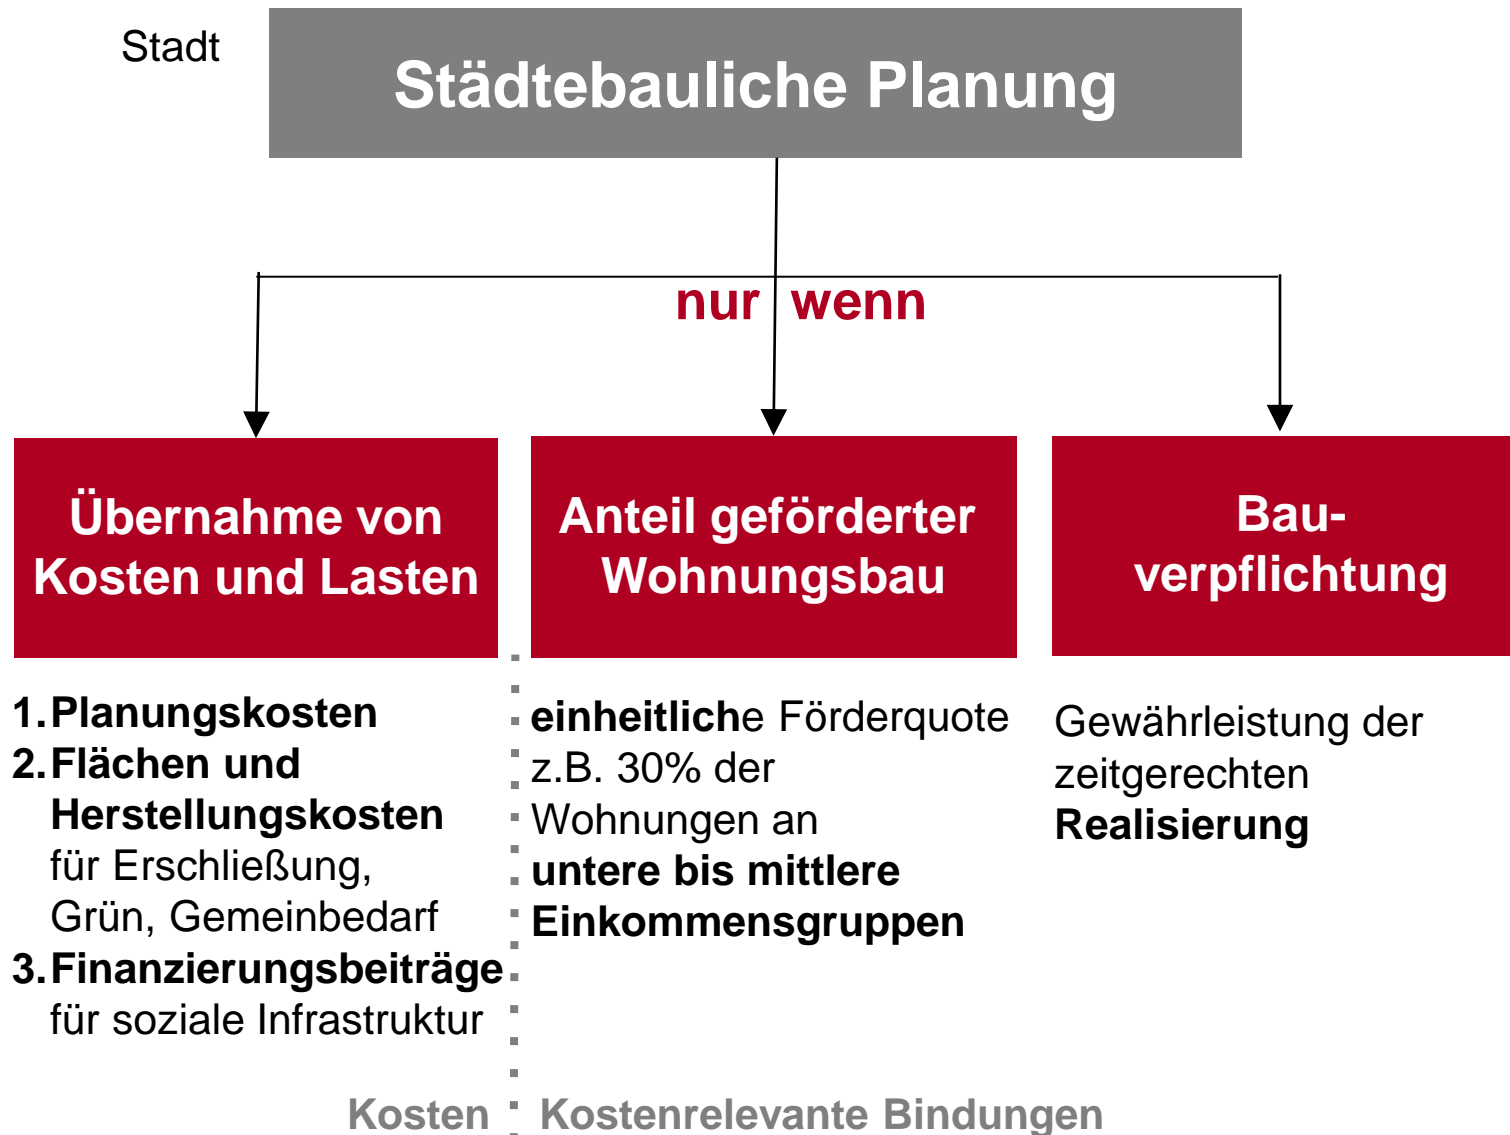 Stadt
Städtebauliche Planung
nur wenn
Übernahme von
Kosten und Lasten
Anteil geförderter
Wohnungsbau
Bau-
verpflichtung
1. Planungskosten
2. Flächen und
Herstellungskosten
für Erschließung,
Grün, Gemeinbedarf
3. Finanzierungsbeiträge
für soziale Infrastruktur
einheitliche Förderquote
z.B. 30% der
Wohnungen an
untere bis mittlere
Einkommensgruppen
Gewährleistung der
zeitgerechten
Realisierung
Kosten
Kostenrelevante Bindungen